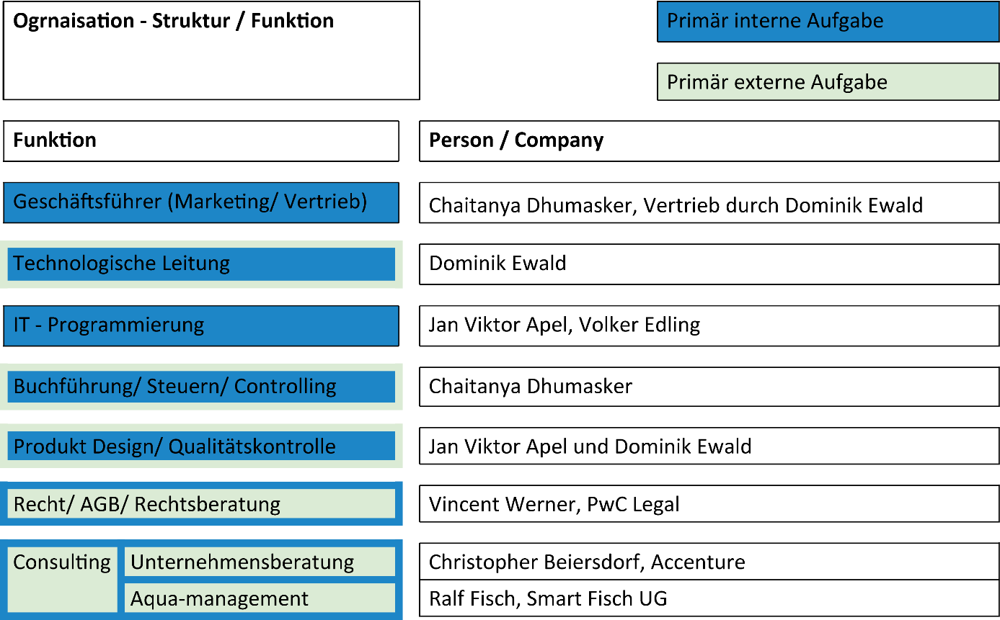 Ogrnaisation - Struktur / Funktion
Primär interne Aufgabe
Primär externe Aufgabe
Funktion
Person / Company
Geschäftsführer (Marketing/ Vertrieb)
Chaitanya Dhumasker, Vertrieb durch Dominik Ewald
Technologische Leitung
Dominik Ewald
IT - Programmierung
Jan Viktor Apel, Volker Edling
Buchführung/ Steuern/ Controlling
Chaitanya Dhumasker
Produkt Design/ Qualitätskontrolle
Jan Viktor Apel und Dominik Ewald
Recht/ AGB/ Rechtsberatung
Vincent Werner, PwC Legal
Consulting
Unternehmensberatung
Christopher Beiersdorf, Accenture
Aqua-management
Ralf Fisch, Smart Fisch UG